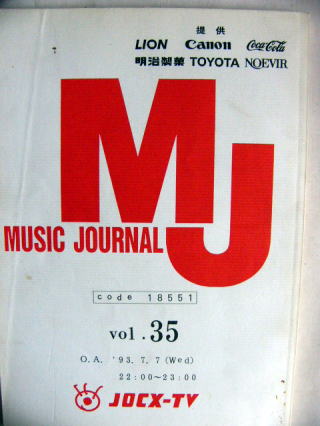 提供
LION Canon Coca-Cola
明治製菓 TOYOTA NOEVIR
MJ
MUSIC JOURNAL
code 18551
vol.35
O.A. '93.7.7(Wed)
22:00~23:00
JOCX-TV